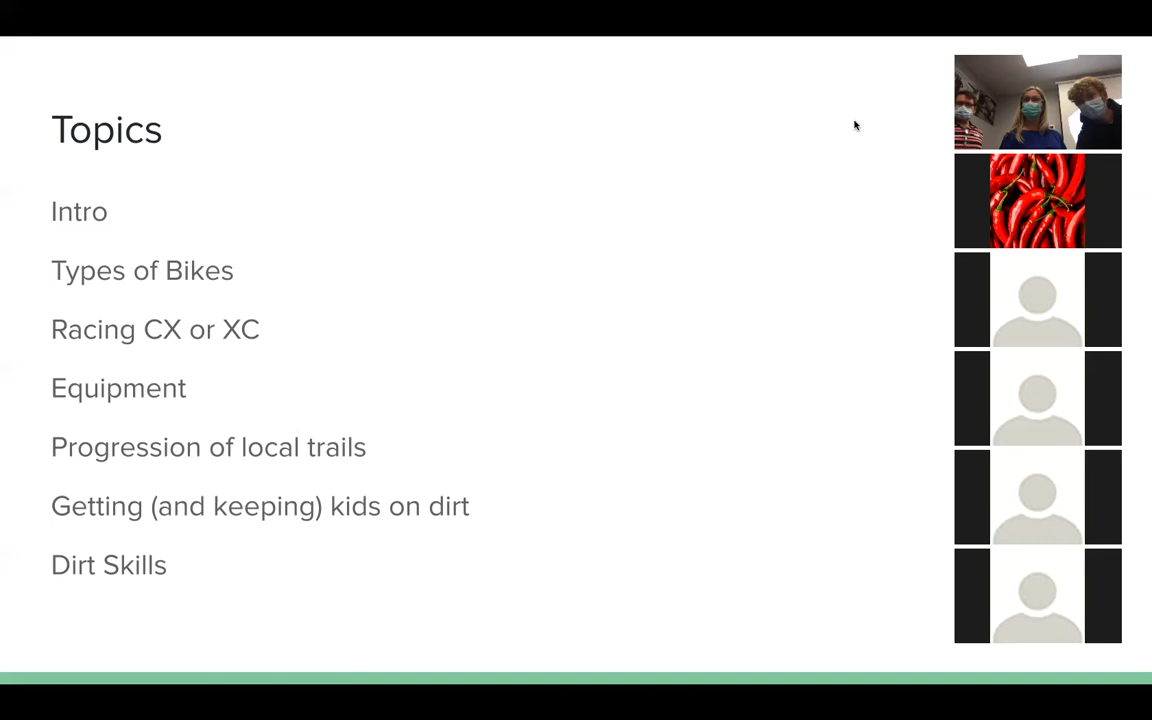 Topics
Intro
Types of Bikes
Racing CX or XC
Equipment
Progression of local trails
Getting (and keeping) kids on dirt
Dirt Skills